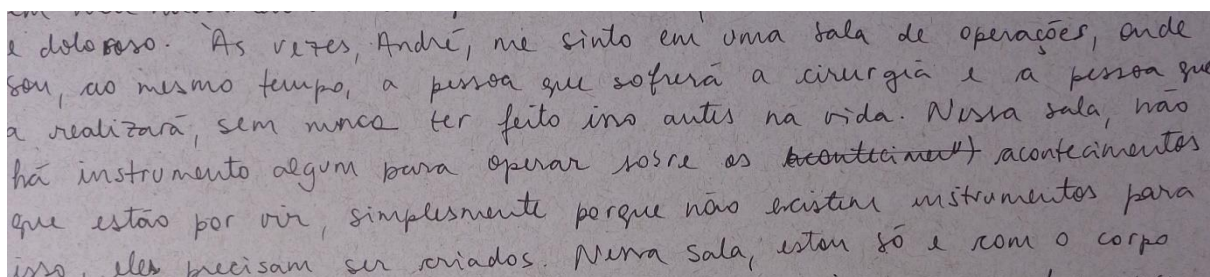 e doloroso. Às vezes, André, me sinto em uma sala de operações, onde
sou, ao mesmo tempo, a pessoa que sofrerá a cirurgia e a pessoa que
a realizará, sem nunca ter feito isso antes na vida. Nessa sala, não
há instrumento algum para operar sobre os acontecimentos
que estão por vir, simplesmente porque não existem instrumentos para
isso, eles precisam ser criados. Nessa sala, estou só e com o corpo